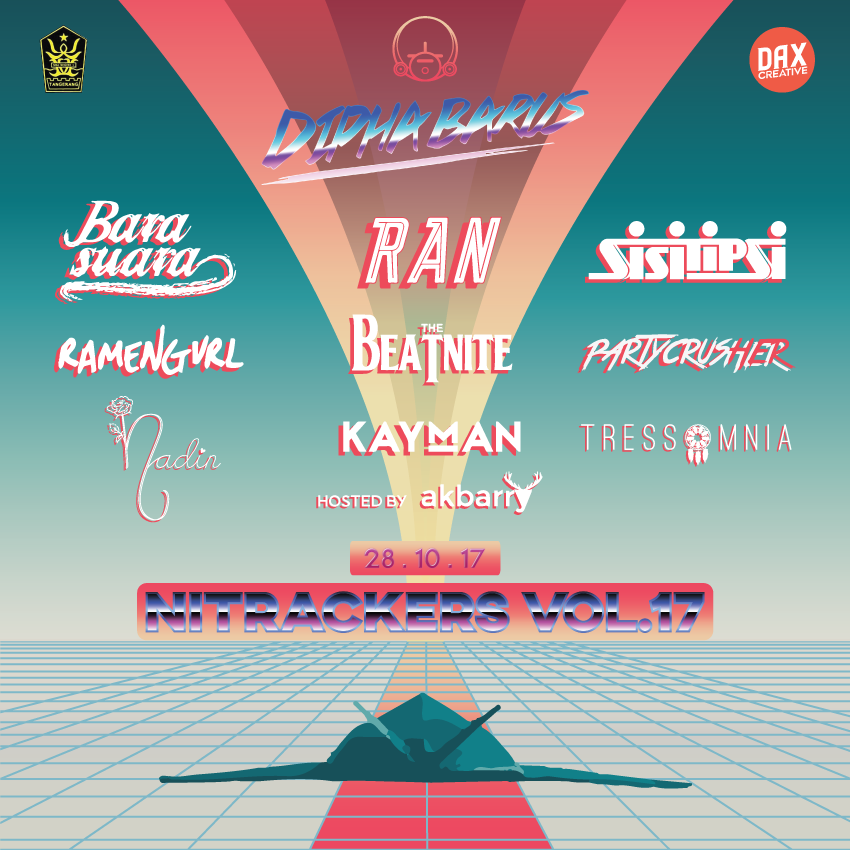 TANGERANG
DAX
CREATIVE
DIPHA BARUS
Bara
suara
RAN
SISITIPSI
RAMENGVRL
THE
BEATNITE
PARTYCRUSHER
nadin
KAYMAN
TRESSOMNIA
HOSTED BY akbarry
28 . 10 . 17
NITRACKERS VOL.17